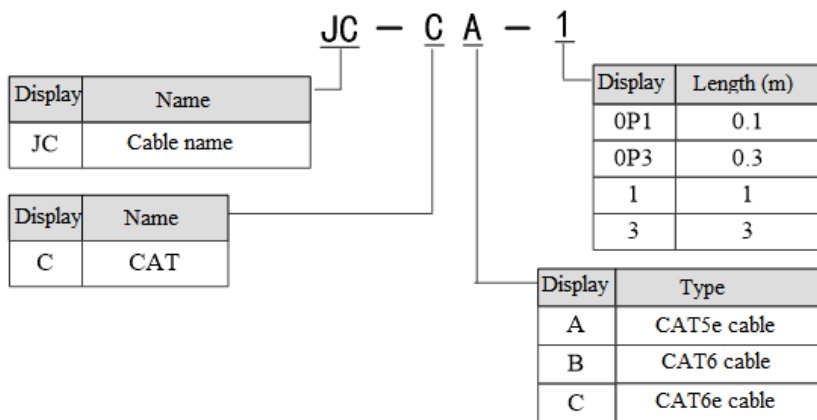 JC - C A - 1
Display Name
JC Cable name
Display Name
C CAT
Display Length (m)
0P1 0.1
0P3 0.3
1 1
3 3
Display Type
A CAT5e cable
B CAT6 cable
C CAT6e cable